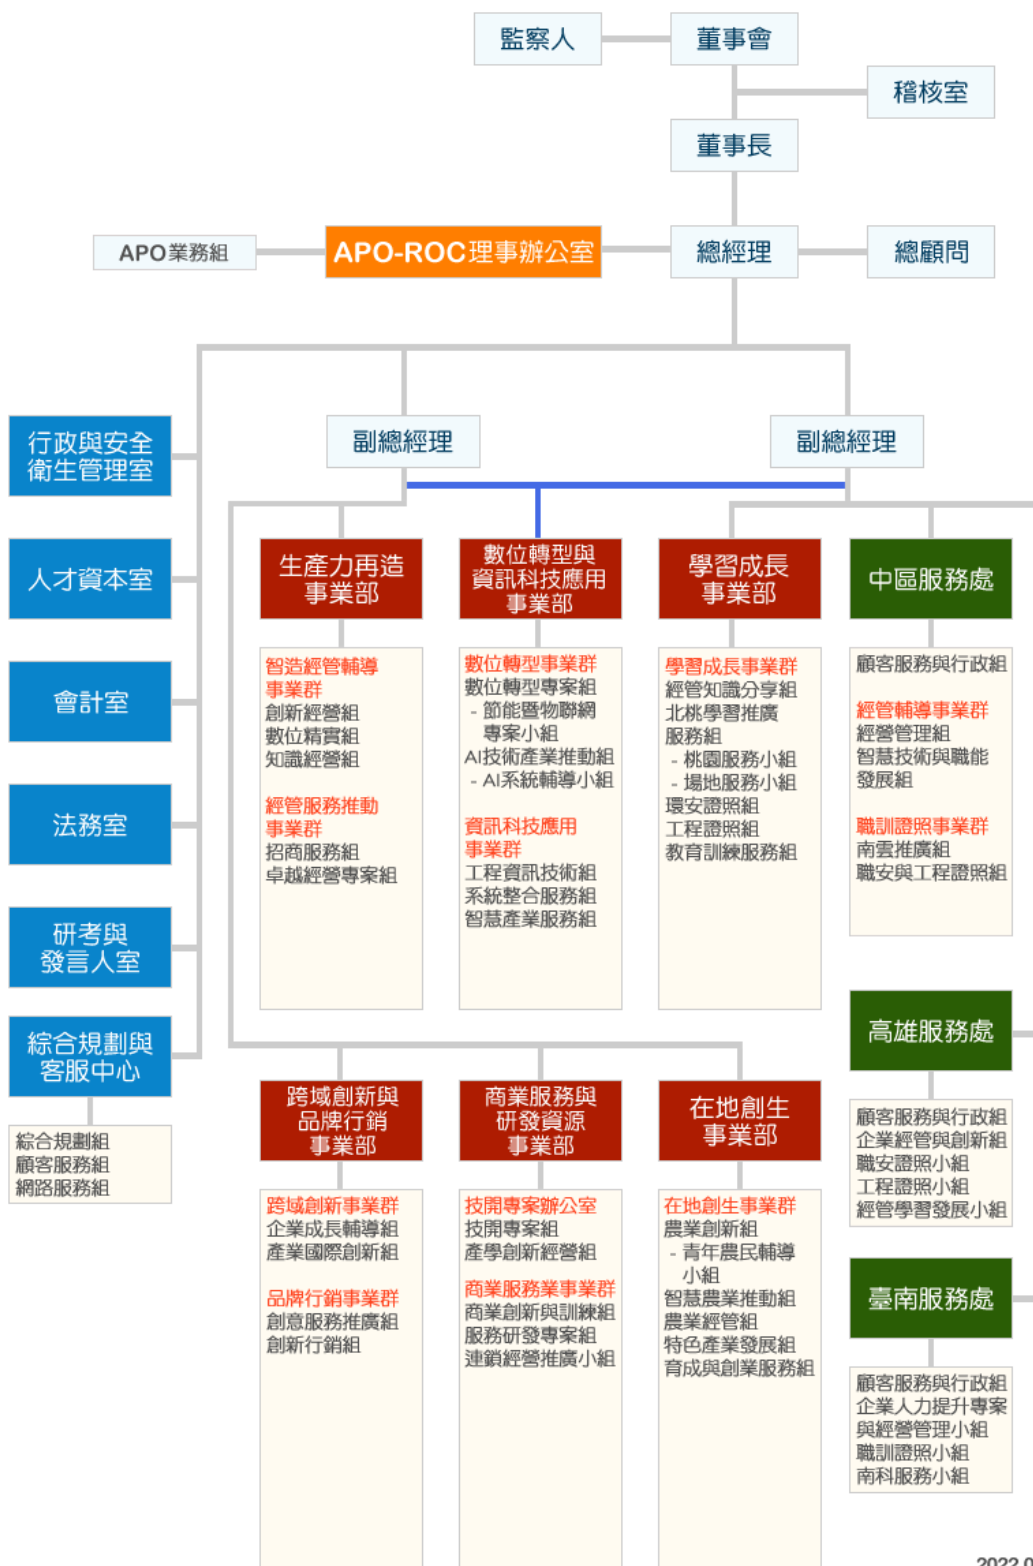 監察人
董事會
稽核室
董事長
APO業務組
APO-ROC理事辦公室
總經理
總顧問
副總經理
副總經理
行政與安全
衛生管理室
人才資本室
會計室
法務室
研考與
發言人室
綜合規劃與
客服中心
綜合規劃組
顧客服務組
網路服務組
生產力再造
事業部
智造經管輔導
事業群
創新經營組
數位精實組
知識經營組
經管服務推動
事業群
招商服務組
卓越經營專案組
數位轉型與
資訊科技應用
事業部
數位轉型事業群
數位轉型專案組
- 節能暨物聯網
專案小組
AI技術產業推動組
- AI系統輔導小組
資訊科技應用
事業群
工程資訊技術組
系統整合服務組
智慧產業服務組
學習成長
事業部
學習成長事業群
經管知識分享組
北桃學習推廣
服務組
- 桃園服務小組
- 場地服務小組
環安證照組
工程證照組
教育訓練服務組
中區服務處
顧客服務與行政組
經管輔導事業群
經營管理組
智慧技術與職能
發展組
職訓證照事業群
南雲推廣組
職安與工程證照組
高雄服務處
顧客服務與行政組
企業經管與創新組
職安證照小組
工程證照小組
經管學習發展小組
臺南服務處
顧客服務與行政組
企業人力提升專案
與經營管理小組
職訓證照小組
南科服務小組
跨域創新與
品牌行銷
事業部
跨域創新事業群
企業成長輔導組
產業國際創新組
品牌行銷事業群
創意服務推廣組
創新行銷組
商業服務與
研發資源
事業部
技開專案辦公室
技開專案組
產學創新經營組
商業服務業事業群
商業創新與訓練組
服務研發專案組
連鎖經營推廣小組
在地創生
事業部
在地創生事業群
農業創新組
- 青年農民輔導
小組
智慧農業推動組
農業經管組
特色產業發展組
育成與創業服務組
2022.0